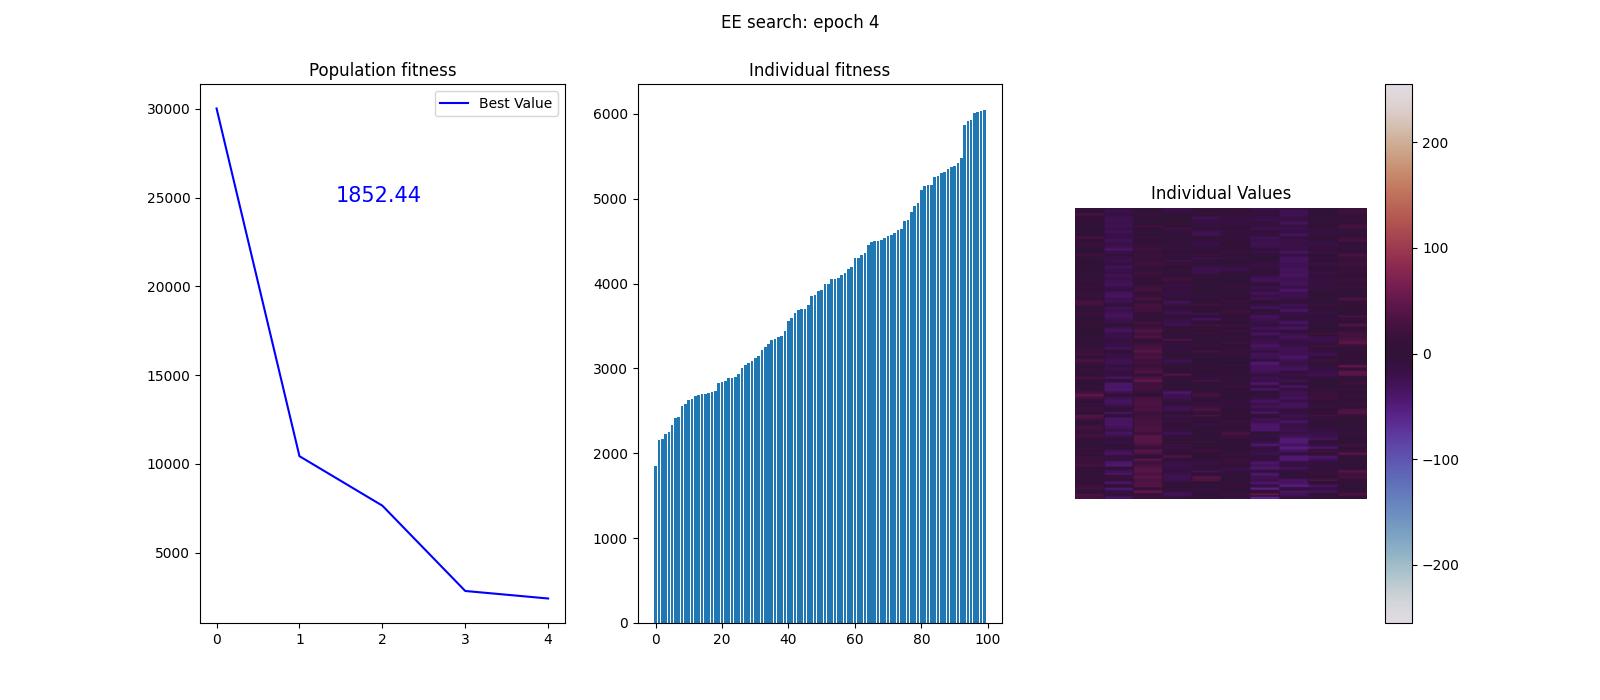 EE search: epoch 4
Population fitness
Best Value
1852.44
30000
25000
20000
15000
10000
5000
0 1 2 3 4
Individual fitness
6000
5000
4000
3000
2000
1000
0
0 20 40 60 80 100
Individual Values
200
100
0
−100
−200